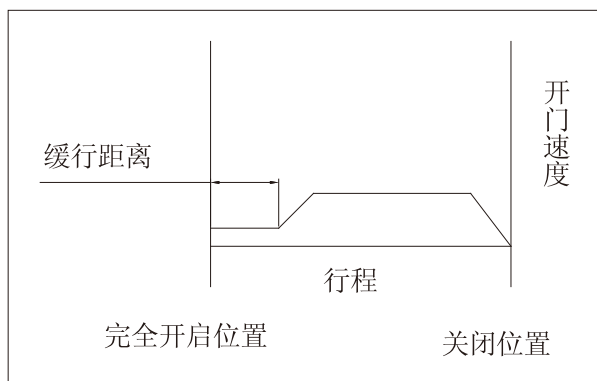 开门速度
缓行距离
行程
完全开启位置
关闭位置